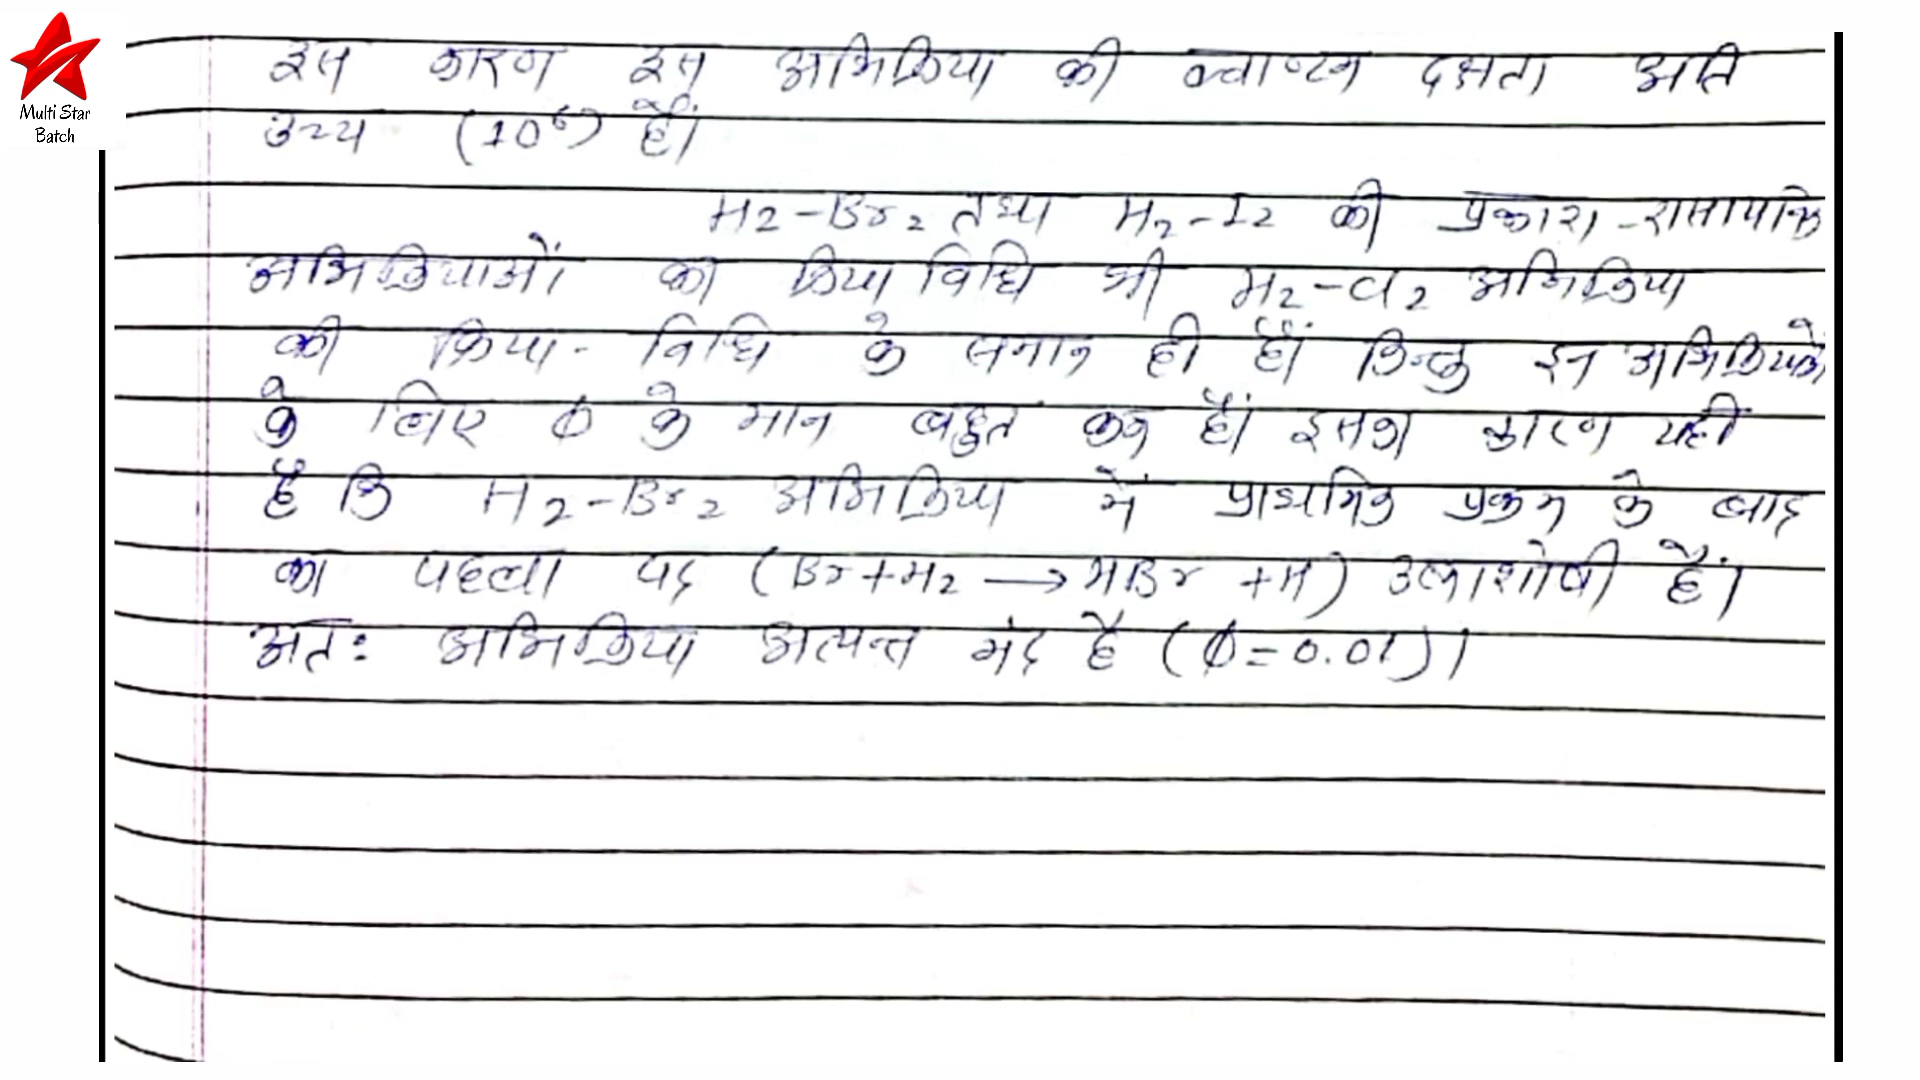 Multi Star
Batch
इस कारण इस अभिक्रिया की क्वाण्टम दक्षता अति
उच्च (10⁶) हैं।
H₂-Br₂ तथा H₂-I₂ की प्रकाश-रासायनिक
अभिक्रियाओं की क्रियाविधि भी H₂-Cl₂ अभिक्रिया
की क्रिया-विधि के समान ही हैं। किन्तु इन अभिक्रियाओं
के लिए ϕ के मान बहुत कम हैं। इसका कारण यही
है कि H₂-Br₂ अभिक्रिया में प्राथमिक प्रक्रम के बाद
का पहला पद (Br+H₂ → HBr +H) उष्माशोषी हैं।
अतः अभिक्रिया अत्यन्त मंद है (ϕ=0.01)।